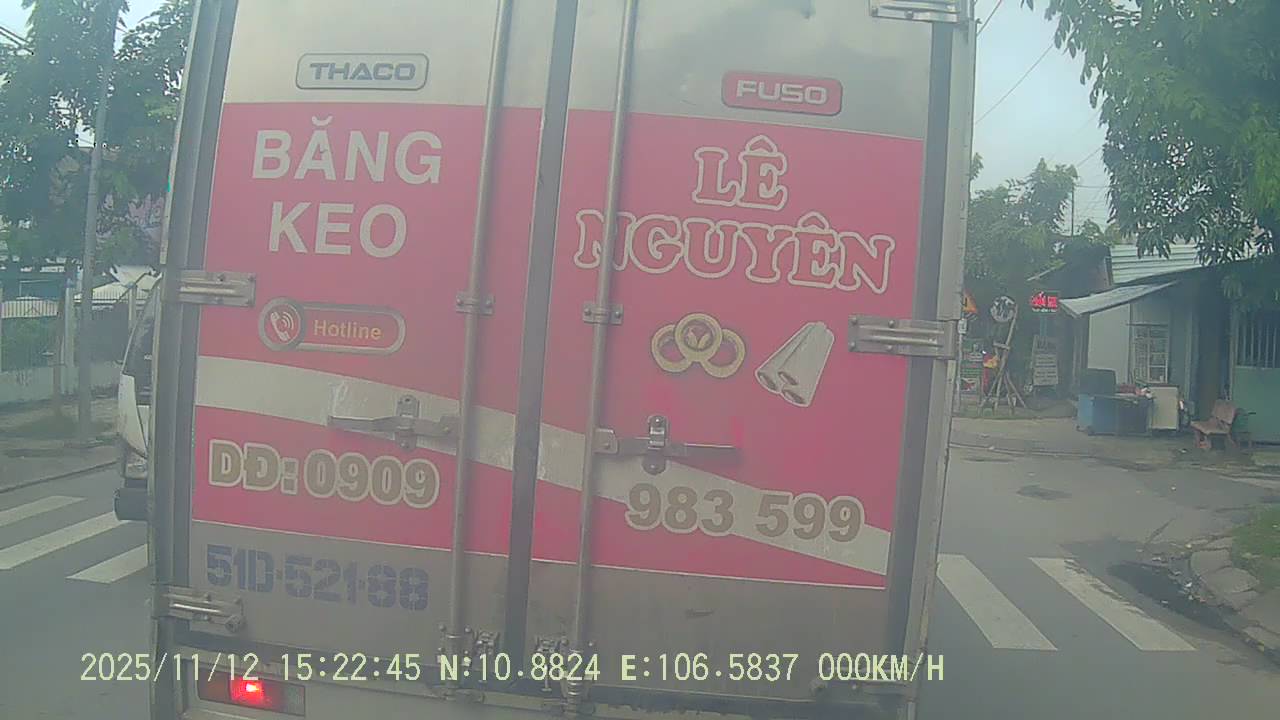 THACO
FUSO
BĂNG
KEO
LÊ
NGUYÊN
Hotline
DĐ: 0909
983 599
51D-521-88
2025/11/12 15:22:45 N:10.8824 E:106.5837 000KM/H